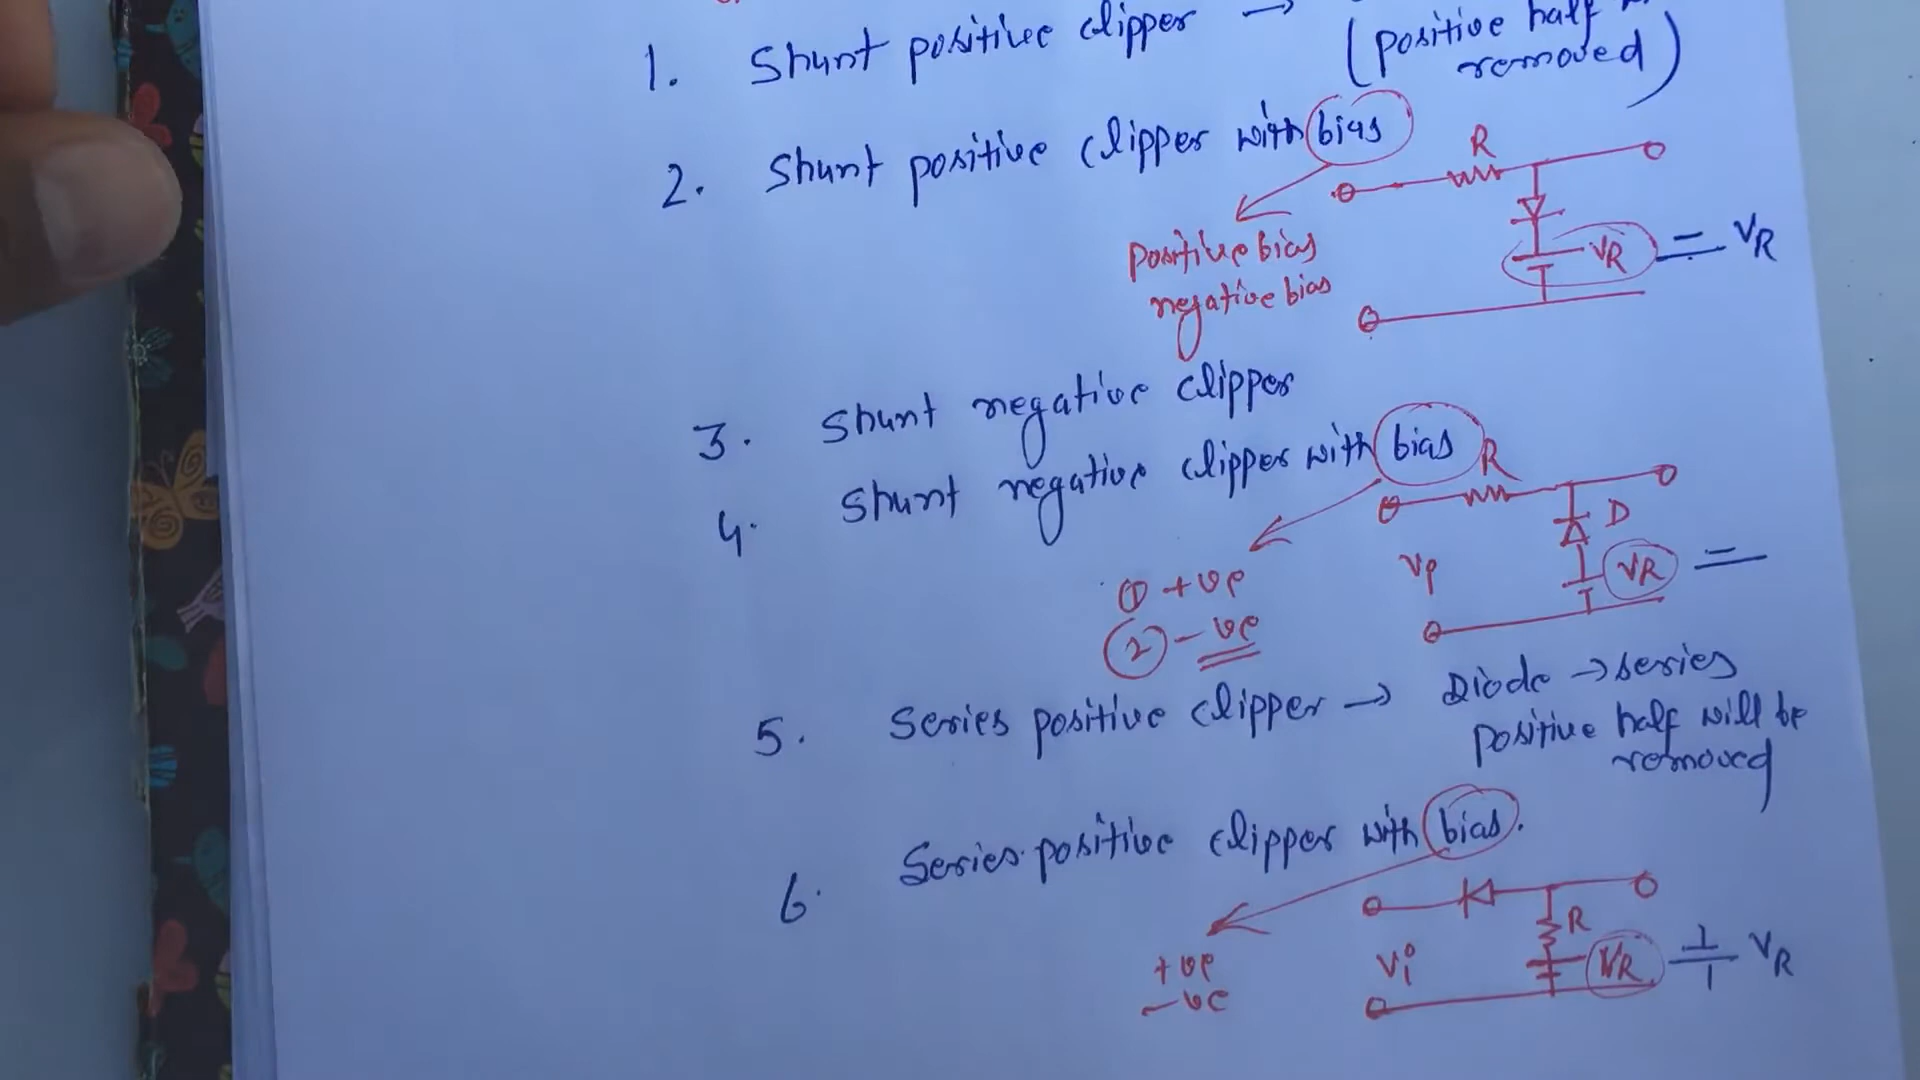 1. Shunt positive clipper →
(positive half
removed)
2. Shunt positive clipper with bias
R
positive bias
negative bias
VR = VR
3. Shunt negative clipper
4. Shunt negative clipper with bias
R
D
① +ve
② -ve
VR =
5. Series positive clipper → Diode → series
positive half will be
removed
6. Series positive clipper with bias.
R
+ve
-ve
Vi
VR
VR